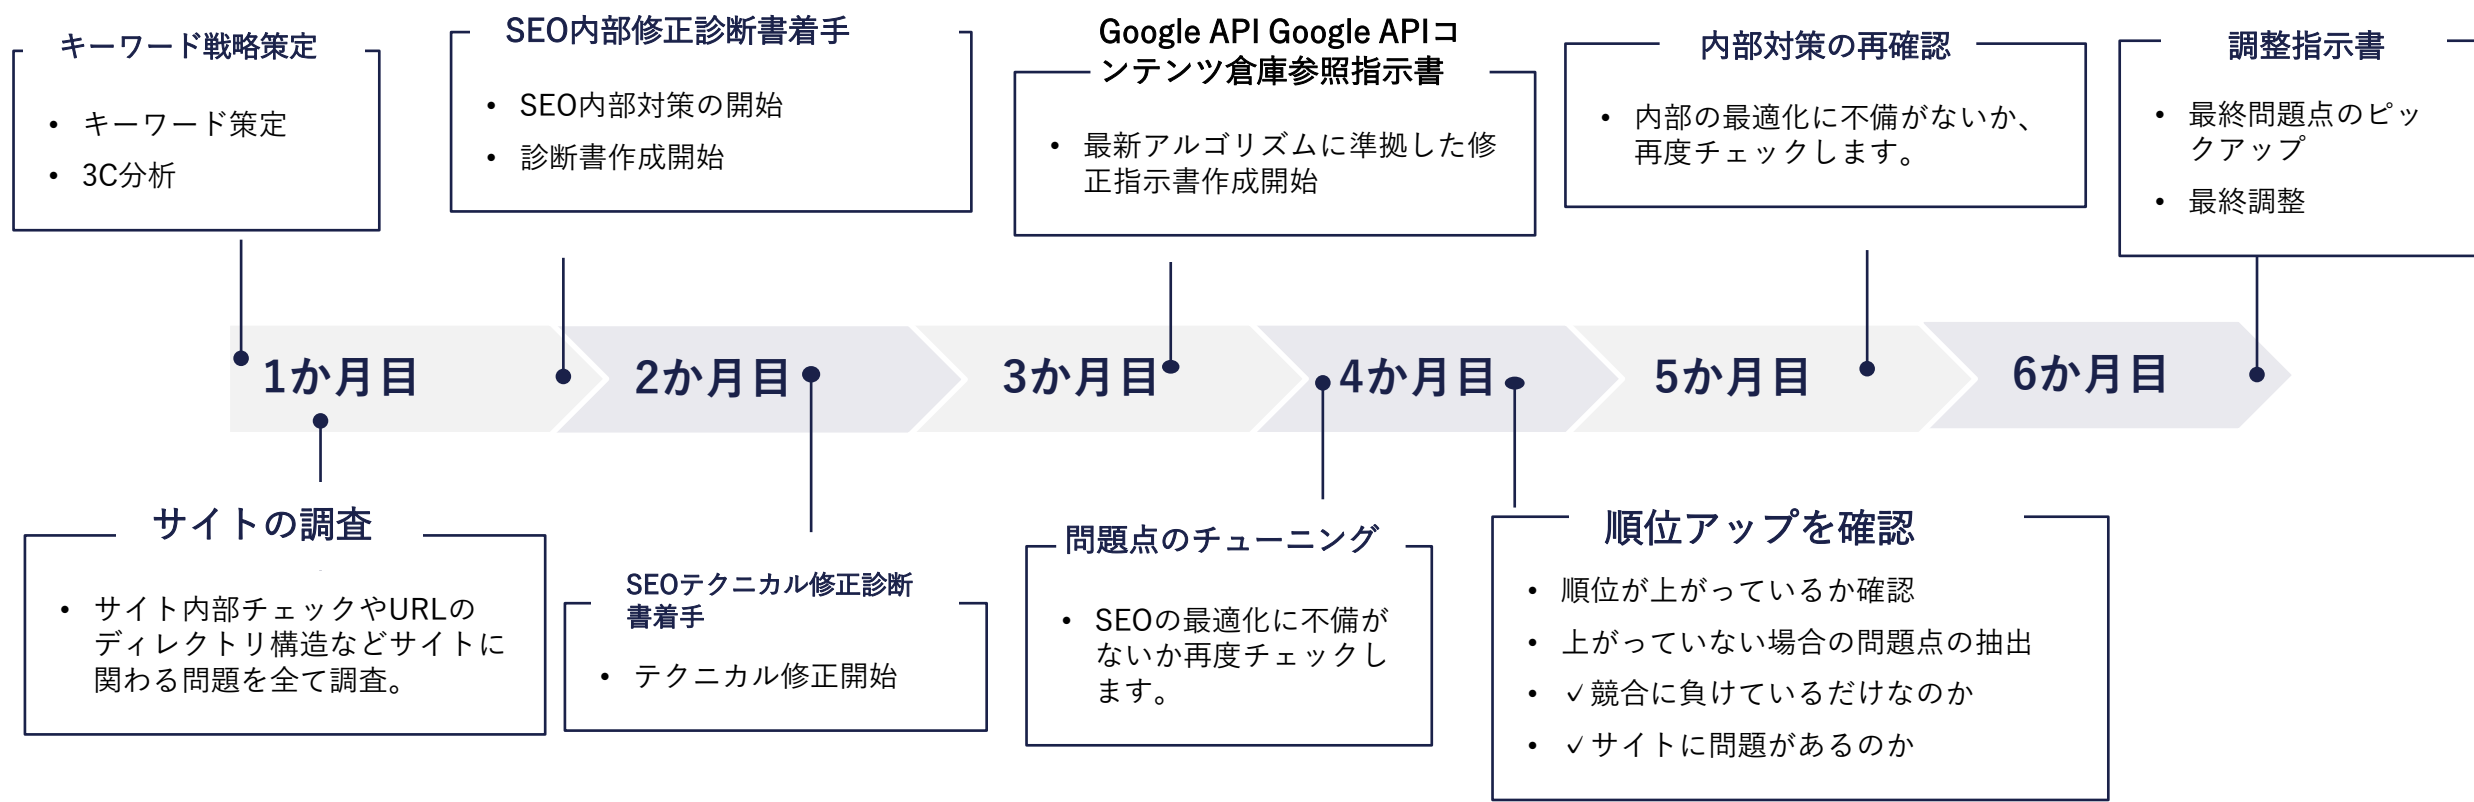 キーワード戦略策定
• キーワード策定
• 3C分析
SEO内部修正診断書着手
• SEO内部対策の開始
• 診断書作成開始
Google API Google APIコ
ンテンツ倉庫参照指示書
• 最新アルゴリズムに準拠した修
正指示書作成開始
内部対策の再確認
• 内部の最適化に不備がないか、
再度チェックします。
調整指示書
• 最終問題点のピッ
クアップ
• 最終調整
1か月目
2か月目
3か月目
4か月目
5か月目
6か月目
サイトの調査
• サイト内部チェックやURLの
ディレクトリ構造などサイトに
関わる問題を全て調査。
SEOテクニカル修正診断
書着手
• テクニカル修正開始
問題点のチューニング
• SEOの最適化に不備が
ないか再度チェックし
ます。
順位アップを確認
• 順位が上がっているか確認
• 上がっていない場合の問題点の抽出
• ✓競合に負けているだけなのか
• ✓サイトに問題があるのか